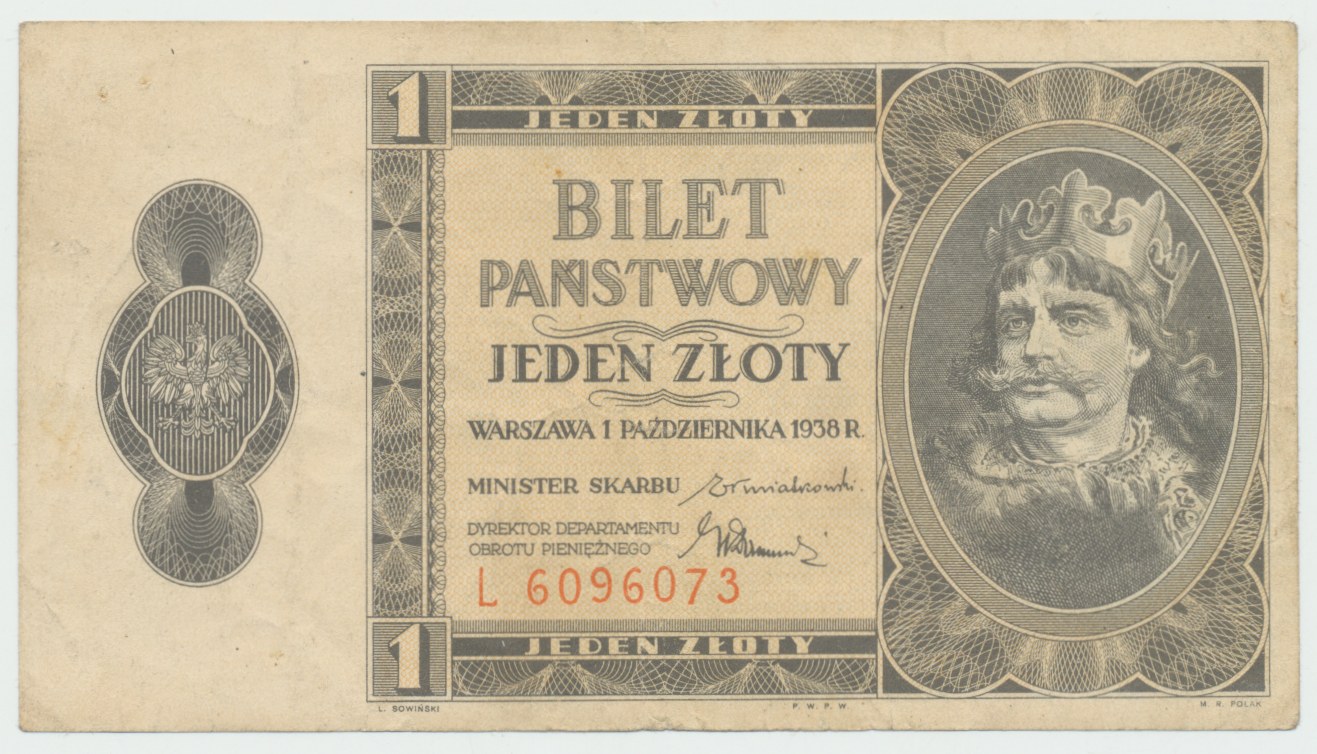 1
JEDEN ZŁOTY
BILET
PAŃSTWOWY
JEDEN ZŁOTY
WARSZAWA 1 PAŹDZIERNIKA 1938 R.
MINISTER SKARBU
DYREKTOR DEPARTAMENTU
OBROTU PIENIĘŻNEGO
L 6096073
1
JEDEN ZŁOTY
L. SOWIŃSKI
P. W. P. W.
M. R. POLAK